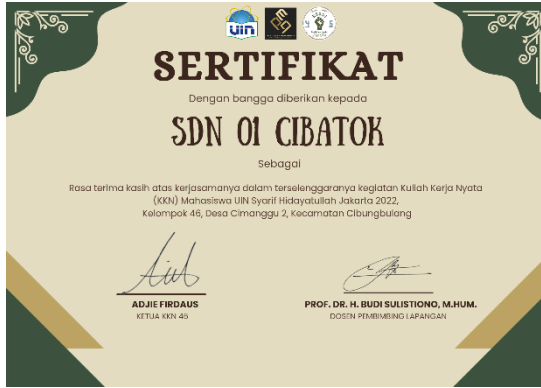 UIN
SERTIFIKAT
Dengan bangga diberikan kepada
SDN 01 CIBATOK
Sebagai
Rasa terima kasih atas kerjasamanya dalam terselenggaranya kegiatan Kuliah Kerja Nyata
(KKN) Mahasiswa UIN Syarif Hidayatullah Jakarta 2022,
Kelompok 46, Desa Cimanggu 2, Kecamatan Cibungbulang
ADJIE FIRDAUS
KETUA KKN 46
PROF. DR. H. BUDI SULISTIONO, M.HUM.
DOSEN PEMBIMBING LAPANGAN